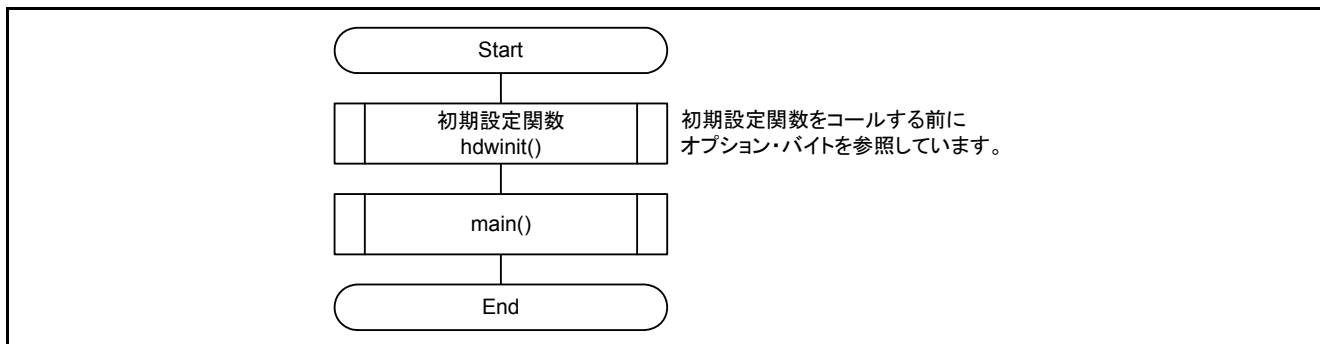 Start
初期設定関数
hdwinit()
初期設定関数をコールする前に
オプション・バイトを参照しています。
main()
End